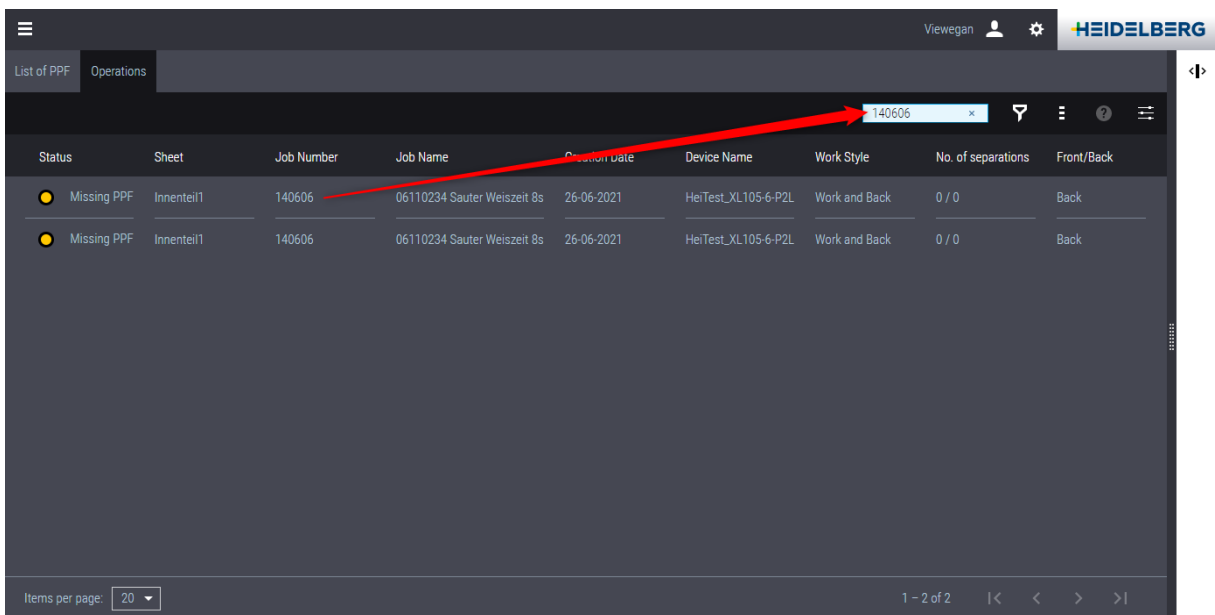 Viewegan HEIDELBERG
List of PPF Operations
140606 ×
Status Sheet Job Number Job Name Creation Date Device Name Work Style No. of separations Front/Back
Missing PPF Innenteil1 140606 06110234 Sauter Weiszeit 8s 26-06-2021 HeiTest_XL105-6-P2L Work and Back 0 / 0 Back
Missing PPF Innenteil1 140606 06110234 Sauter Weiszeit 8s 26-06-2021 HeiTest_XL105-6-P2L Work and Back 0 / 0 Back
Items per page: 20 1 – 2 of 2